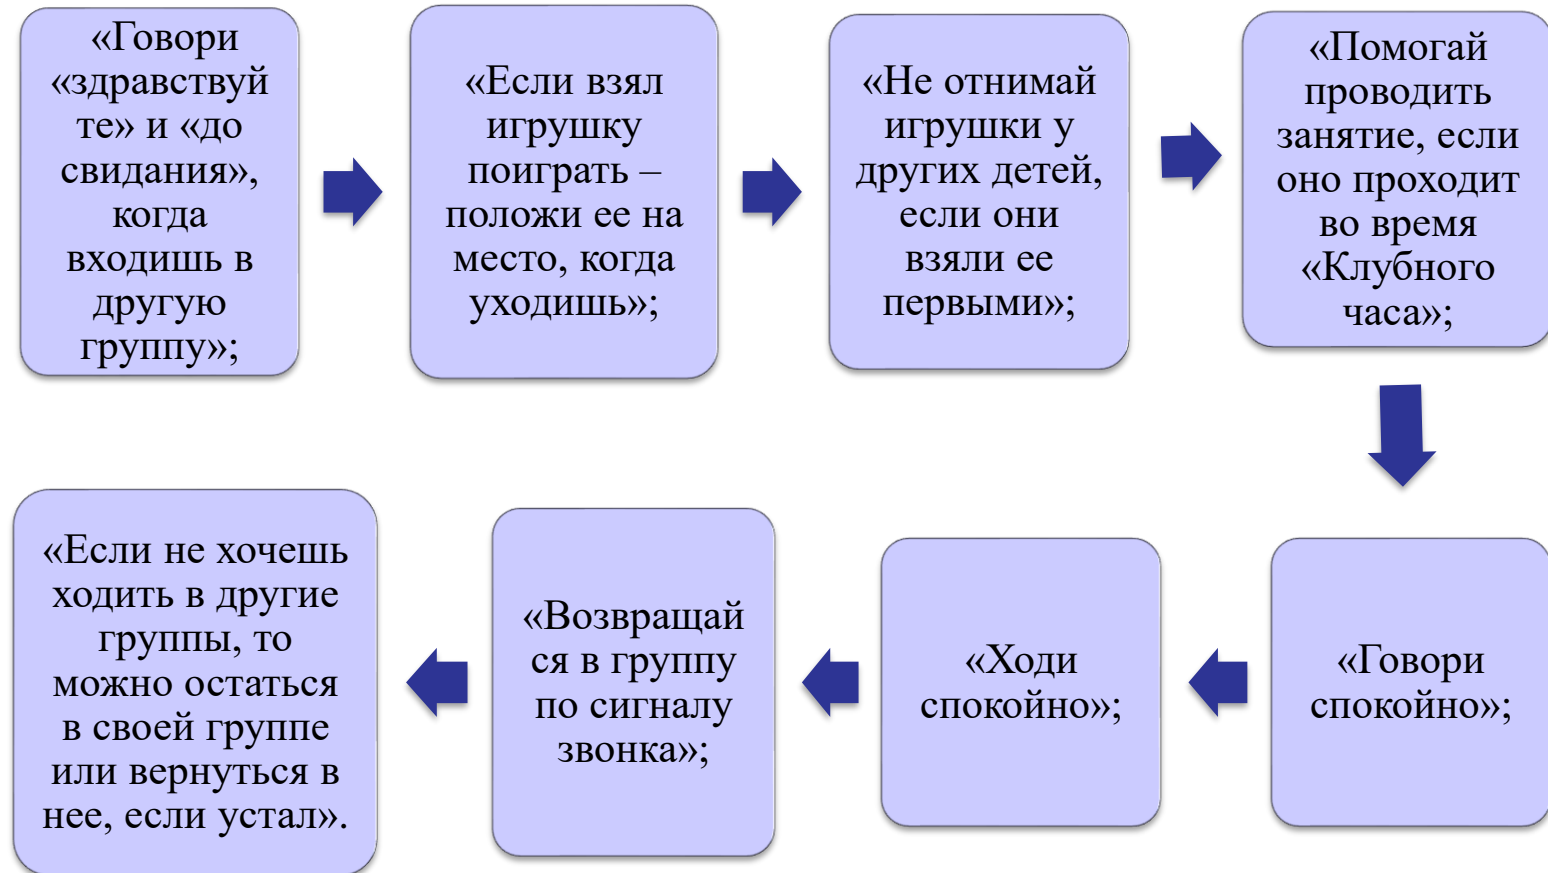 «Говори
«здравствуй
те» и «до
свидания»,
когда
входишь в
другую
группу»;
«Если взял
игрушку
поиграть –
положи ее на
место, когда
уходишь»;
«Не отнимай
игрушки у
других детей,
если они
взяли ее
первыми»;
«Помогай
проводить
занятие, если
оно проходит
во время
«Клубного
часа»;
«Говори
спокойно»;
«Ходи
спокойно»;
«Возвращай
ся в группу
по сигналу
звонка»;
«Если не хочешь
ходить в другие
группы, то
можно остаться
в своей группе
или вернуться в
нее, если устал».